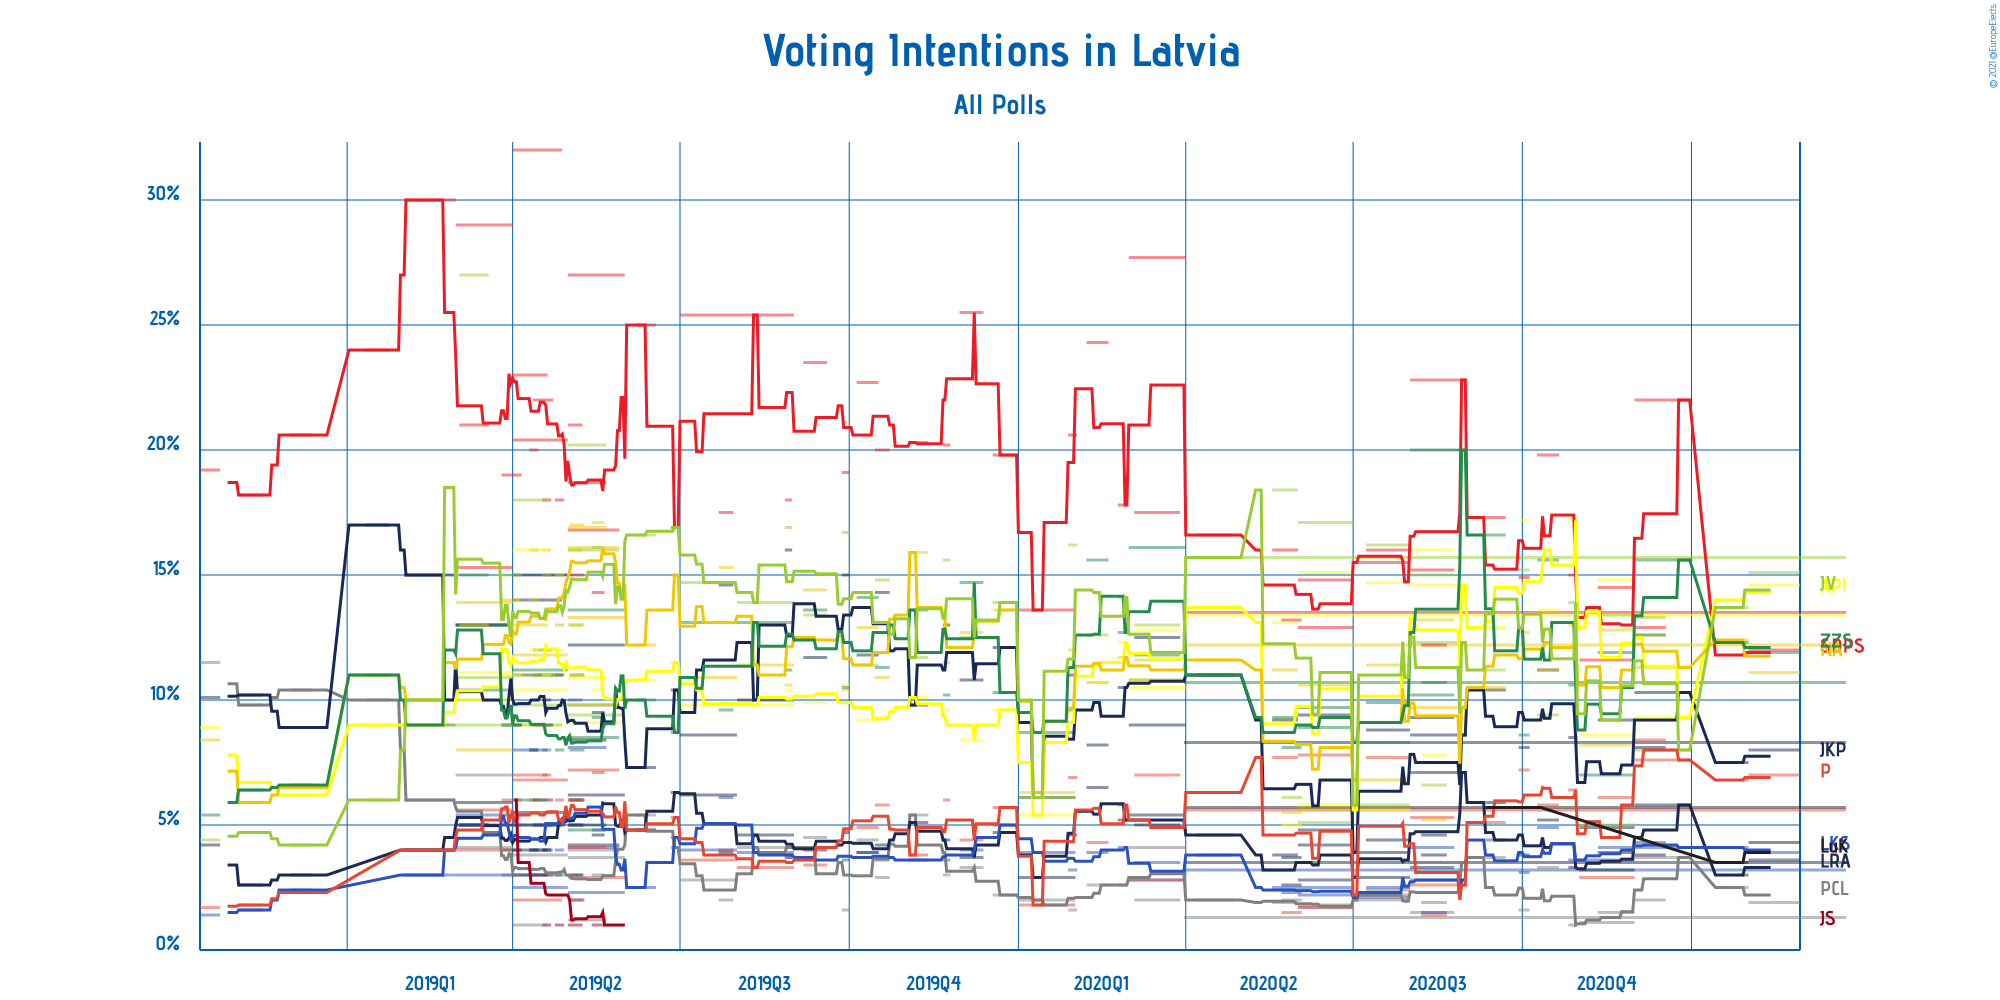 © 2021 @EuropeElects
Voting Intentions in Latvia
All Polls
30%
25%
20%
15%
10%
5%
0%
JV
ZZS
JKP
P
LRA
PCL
JS
2019Q1
2019Q2
2019Q3
2019Q4
2020Q1
2020Q2
2020Q3
2020Q4